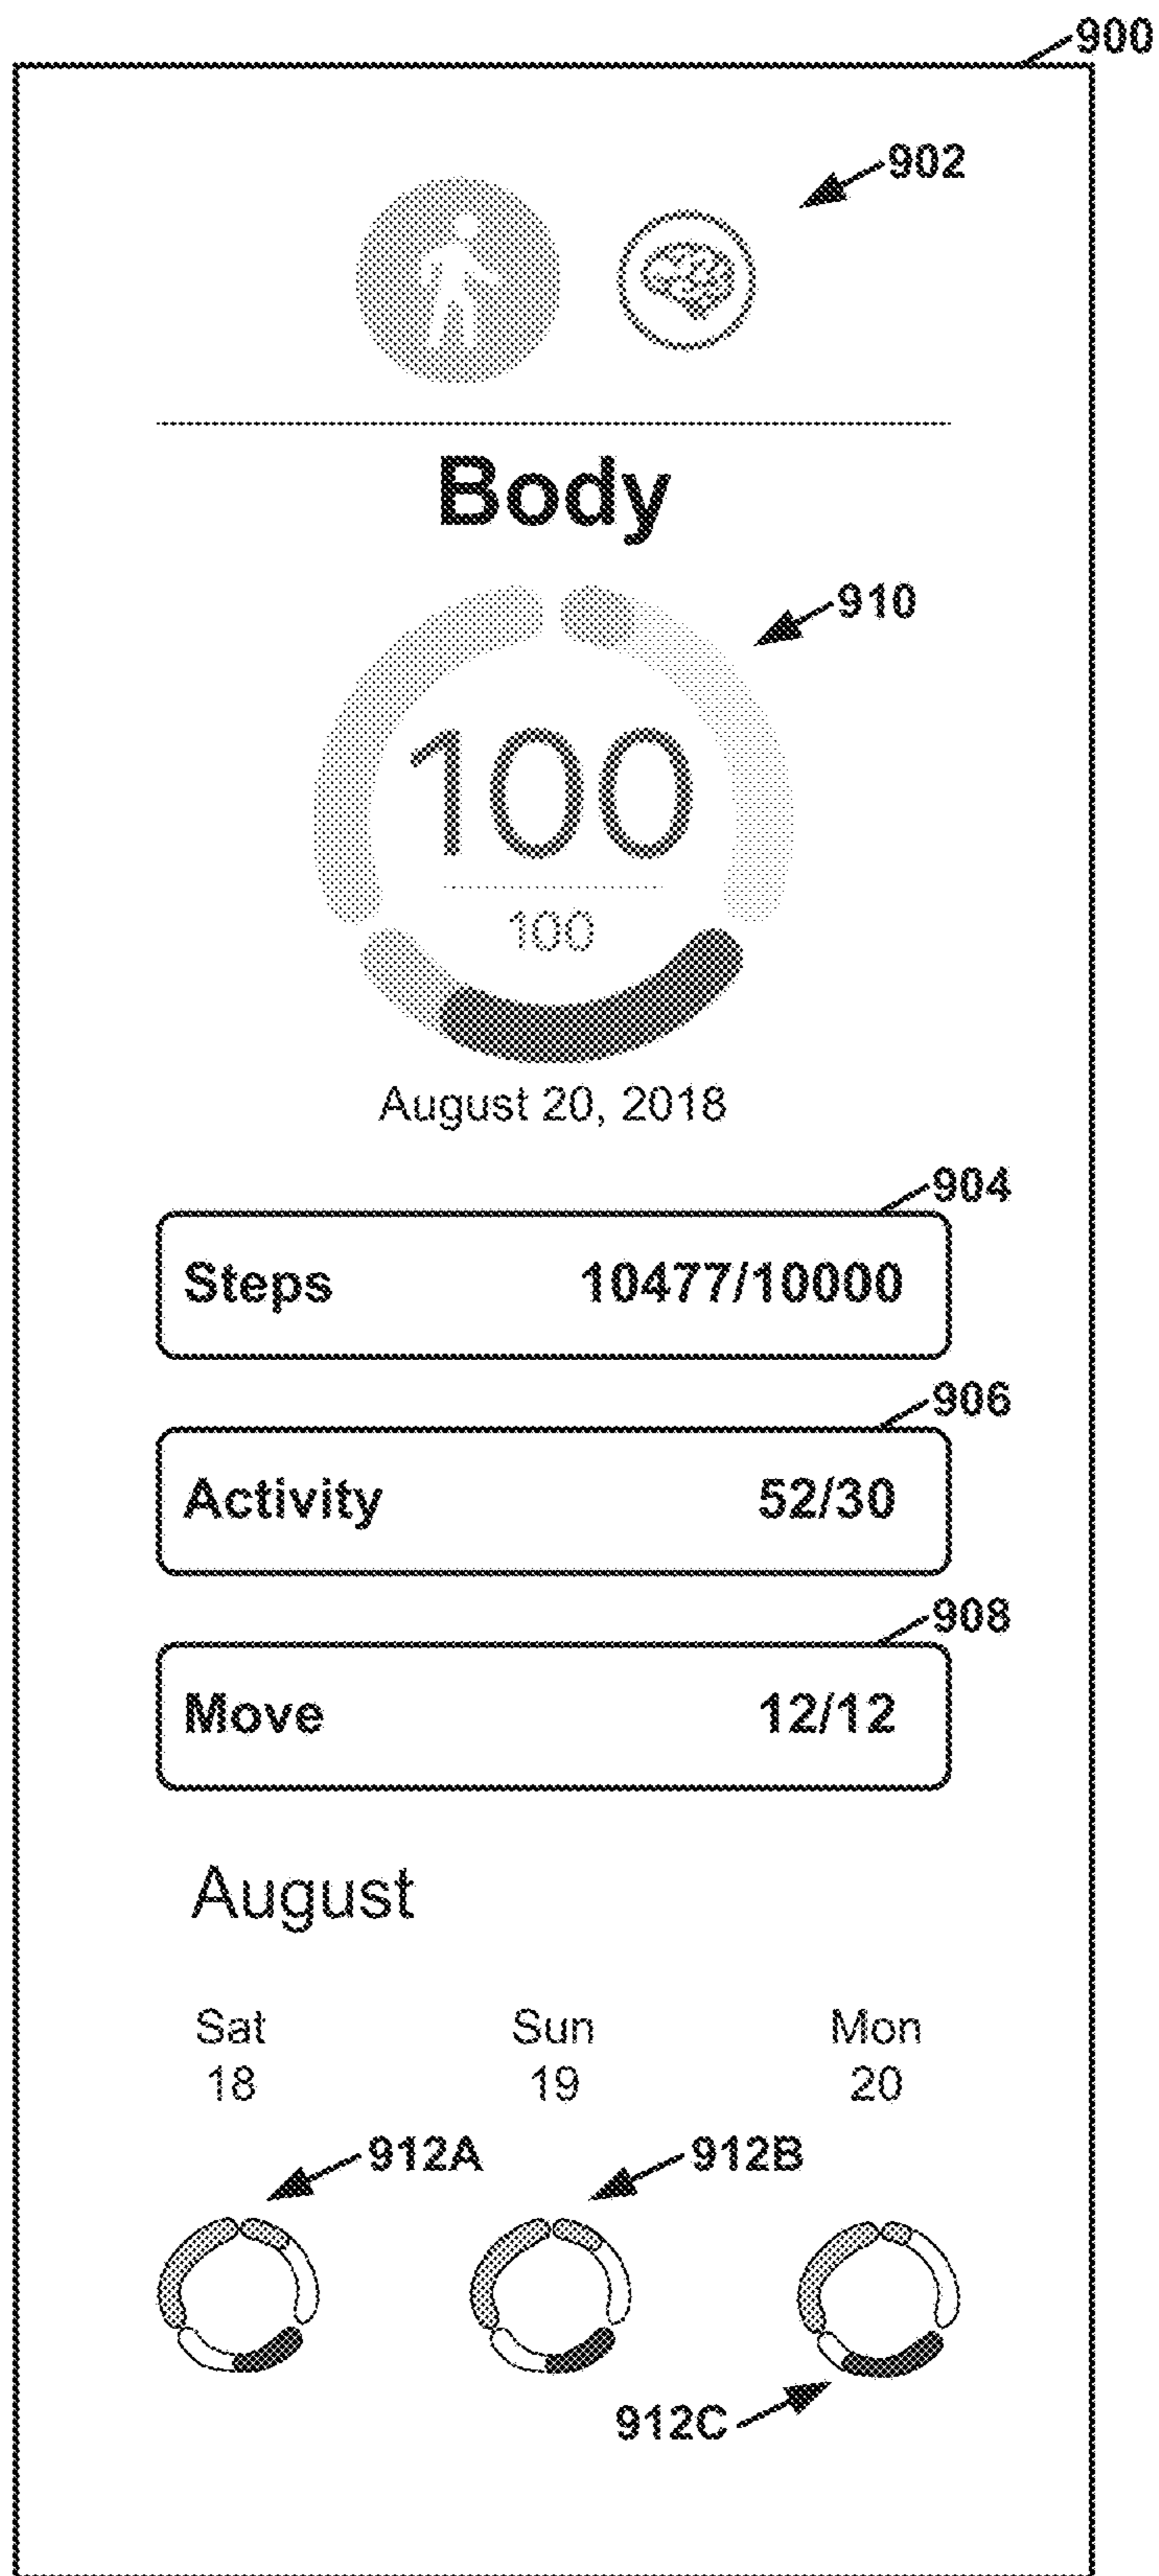 900
902
Body
910
100
100
August 20, 2018
904
Steps 10477/10000
906
Activity 52/30
908
Move 12/12
August
Sat Sun Mon
18 19 20
912A 912B
912C